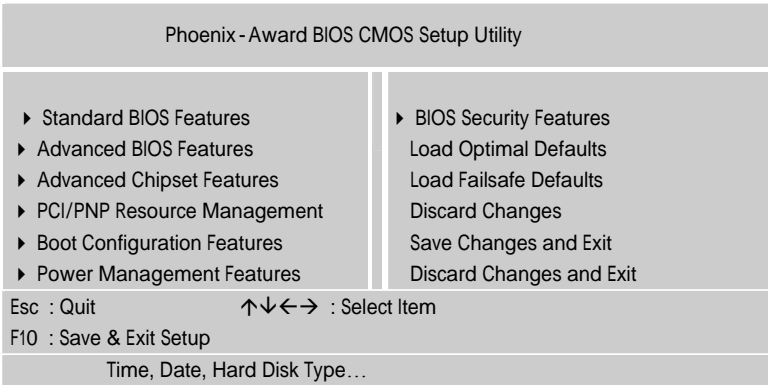 Phoenix - Award BIOS CMOS Setup Utility
▸ Standard BIOS Features
▸ Advanced BIOS Features
▸ Advanced Chipset Features
▸ PCI/PNP Resource Management
▸ Boot Configuration Features
▸ Power Management Features
▸ BIOS Security Features
Load Optimal Defaults
Load Failsafe Defaults
Discard Changes
Save Changes and Exit
Discard Changes and Exit
Esc : Quit ↑↓←→ : Select Item
F10 : Save & Exit Setup
Time, Date, Hard Disk Type…